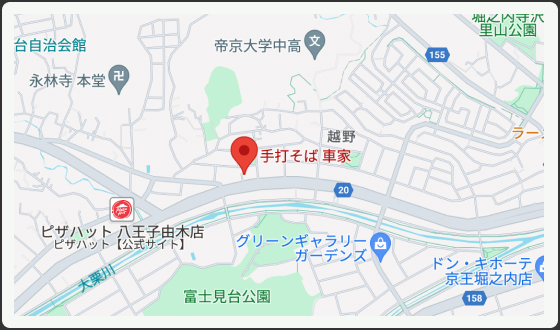 堀之内寺沢
里山公園
台自治会館
帝京大学中高
文
155
永林寺 本堂
卍
越野
ラー
手打そば 車家
20
ピザハット 八王子由木店
ピザハット【公式サイト】
グリーンギャラリー
ガーデンズ
大栗川
ドン・キホーテ
京王堀之内店
富士見台公園
158